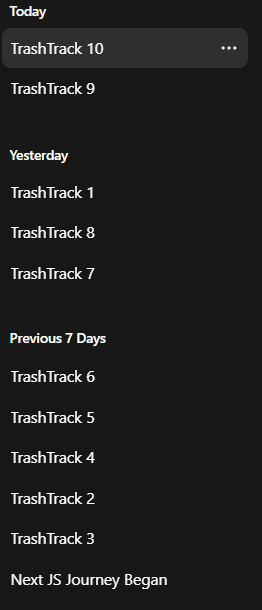 Today
TrashTrack 10
TrashTrack 9
Yesterday
TrashTrack 1
TrashTrack 8
TrashTrack 7
Previous 7 Days
TrashTrack 6
TrashTrack 5
TrashTrack 4
TrashTrack 2
TrashTrack 3
Next JS Journey Began